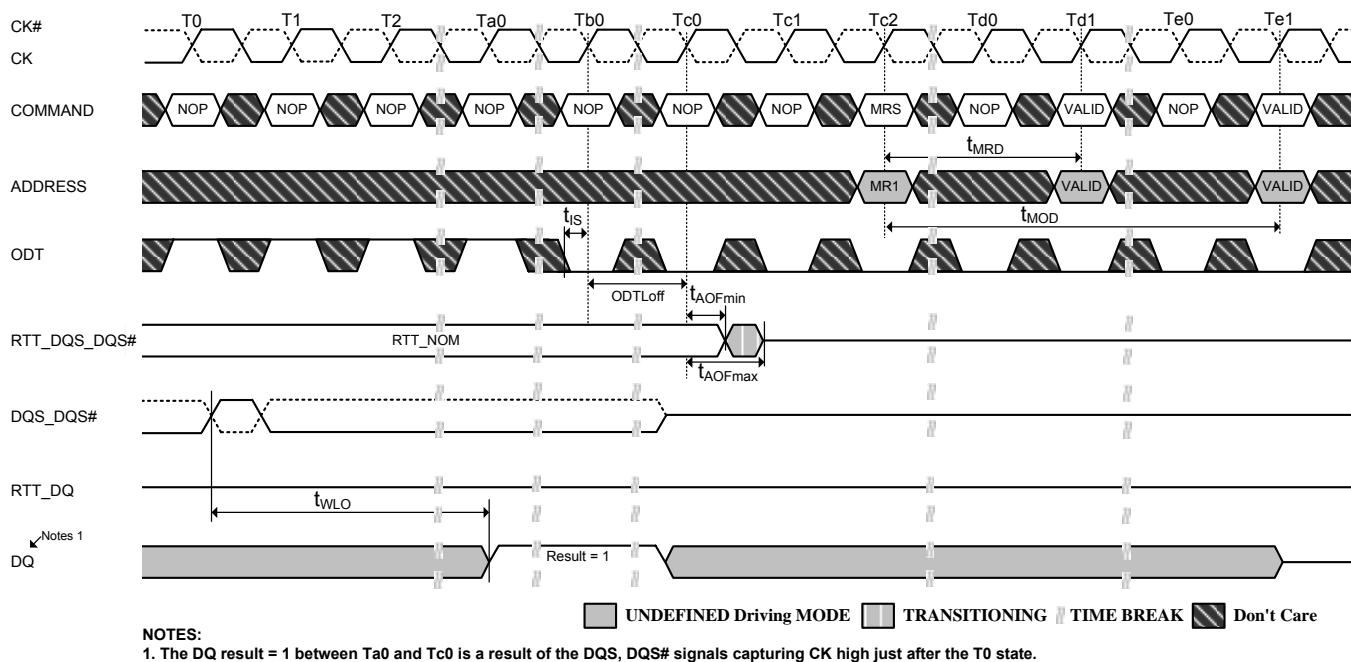 T0 T1 T2 Ta0 Tb0 Tc0 Tc1 Tc2 Td0 Td1 Te0 Te1
CK#
CK
COMMAND NOP NOP NOP NOP NOP NOP NOP MRS NOP VALID NOP VALID
tMRD
ADDRESS MR1 VALID VALID
tIS
tMOD
ODT
ODTLoff
tAOFmin
RTT_DQS_DQS# RTT_NOM
tAOFmax
DQS_DQS#
RTT_DQ
tWLO
Notes 1
DQ Result = 1
UNDEFINED Driving MODE TRANSITIONING TIME BREAK Don't Care
NOTES:
1. The DQ result = 1 between Ta0 and Tc0 is a result of the DQS, DQS# signals capturing CK high just after the T0 state.